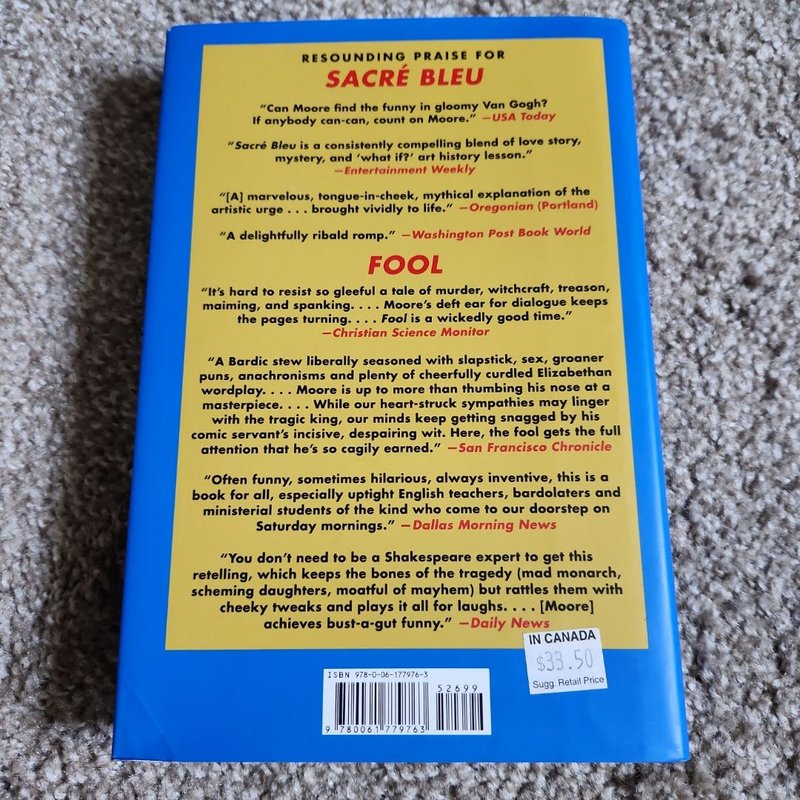 RESOUNDING PRAISE FOR
SACRÉ BLEU
“Can Moore find the funny in gloomy Van Gogh?
If anybody can-can, count on Moore.” —USA Today
“Sacré Bleu is a consistently compelling blend of love story,
mystery, and ‘what if?’ art history lesson.”
—Entertainment Weekly
“[A] marvelous, tongue-in-cheek, mythical explanation of the
artistic urge . . . brought vividly to life.” —Oregonian (Portland)
“A delightfully ribald romp.” —Washington Post Book World
FOOL
“It’s hard to resist so gleeful a tale of murder, witchcraft, treason,
maiming, and spanking. . . . Moore’s deft ear for dialogue keeps
the pages turning. . . . Fool is a wickedly good time.”
—Christian Science Monitor
“A Bardic stew liberally seasoned with slapstick, sex, groaner
puns, anachronisms and plenty of cheerfully curdled Elizabethan
wordplay. . . . Moore is up to more than thumbing his nose at a
masterpiece. . . . While our heart-struck sympathies may linger
with the tragic king, our minds keep getting snagged by his
comic servant’s incisive, despairing wit. Here, the fool gets the full
attention that he’s so cagily earned.” —San Francisco Chronicle
“Often funny, sometimes hilarious, always inventive, this is a
book for all, especially uptight English teachers, bardolaters and
ministerial students of the kind who come to our doorstep on
Saturday mornings.” —Dallas Morning News
“You don’t need to be a Shakespeare expert to get this
retelling, which keeps the bones of the tragedy (mad monarch,
scheming daughters, moatful of mayhem) but rattles them with
cheeky tweaks and plays it all for laughs. . . . [Moore]
achieves bust-a-gut funny.” —Daily News
IN CANADA
$33.50
Sugg. Retail Price
ISBN 978-0-06-177976-3
52699
9 780061 779763